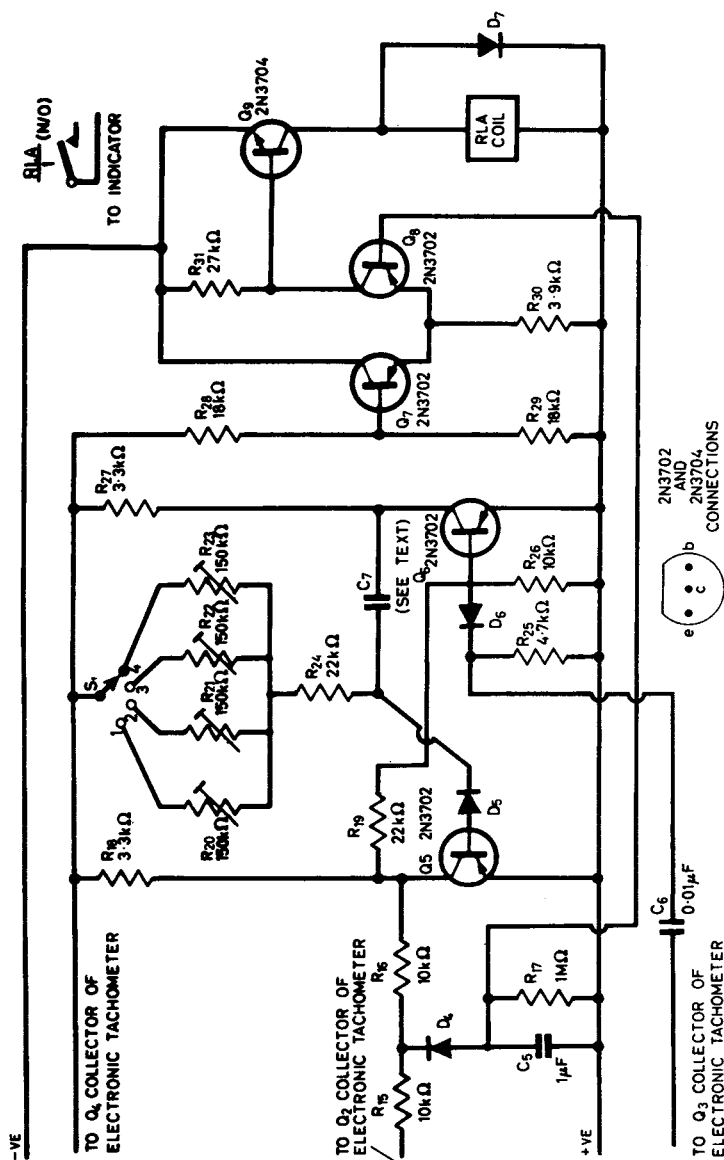 -VE
TO Q4 COLLECTOR OF
ELECTRONIC TACHOMETER
R18
3·3kΩ
S1
1
2
3
4
R20
150kΩ
R21
150kΩ
R22
150kΩ
R23
150kΩ
R27
3·3kΩ
R28
18kΩ
R31
27kΩ
Q9
2N3704
RLA
1
(N/O)
TO INDICATOR
D7
RLA
COIL
Q8
2N3702
Q7
2N3702
R30
3·9kΩ
R29
18kΩ
R24
22kΩ
C7
(SEE TEXT)
Q6
2N3702
R19
22kΩ
2N3702
Q5
D5
D6
R26
10kΩ
R25
4·7kΩ
TO Q2 COLLECTOR OF
ELECTRONIC TACHOMETER
R15
10kΩ
R16
10kΩ
D4
R17
1MΩ
C5
1µF
+VE
C6
0·01µF
TO Q3 COLLECTOR OF
ELECTRONIC TACHOMETER
e
c
b
2N3702
AND
2N3704
CONNECTIONS